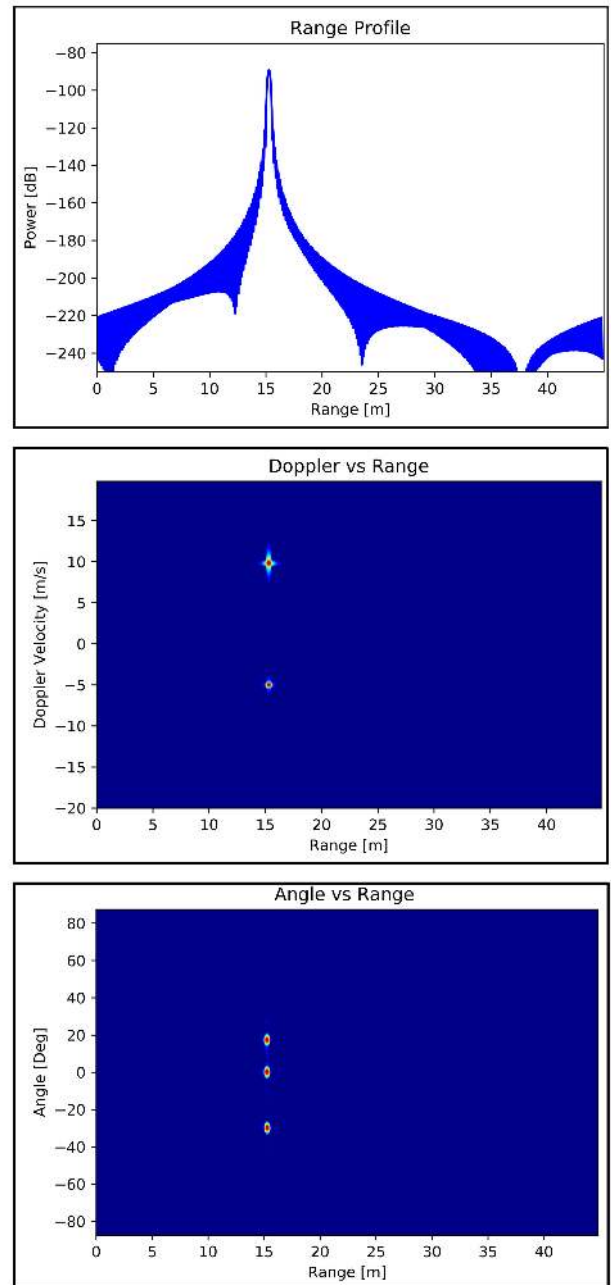 Range Profile
−80
−100
−120
−140
−160
−180
−200
−220
−240
Power [dB]
0 5 10 15 20 25 30 35 40
Range [m]
Doppler vs Range
15
10
5
0
−5
−10
−15
−20
Doppler Velocity [m/s]
0 5 10 15 20 25 30 35 40
Range [m]
Angle vs Range
80
60
40
20
0
−20
−40
−60
−80
Angle [Deg]
0 5 10 15 20 25 30 35 40
Range [m]